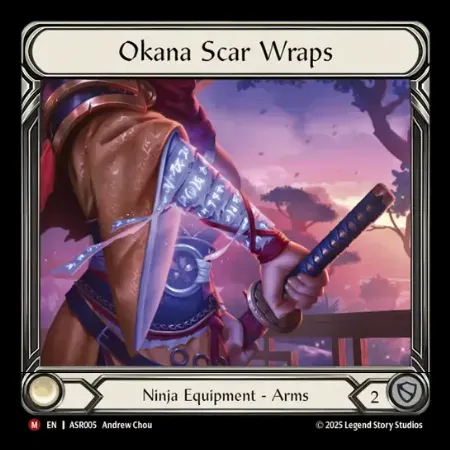 Okana Scar Wraps
Ninja Equipment - Arms
2
M EN | ASR005 Andrew Chou
© 2025 Legend Story Studios